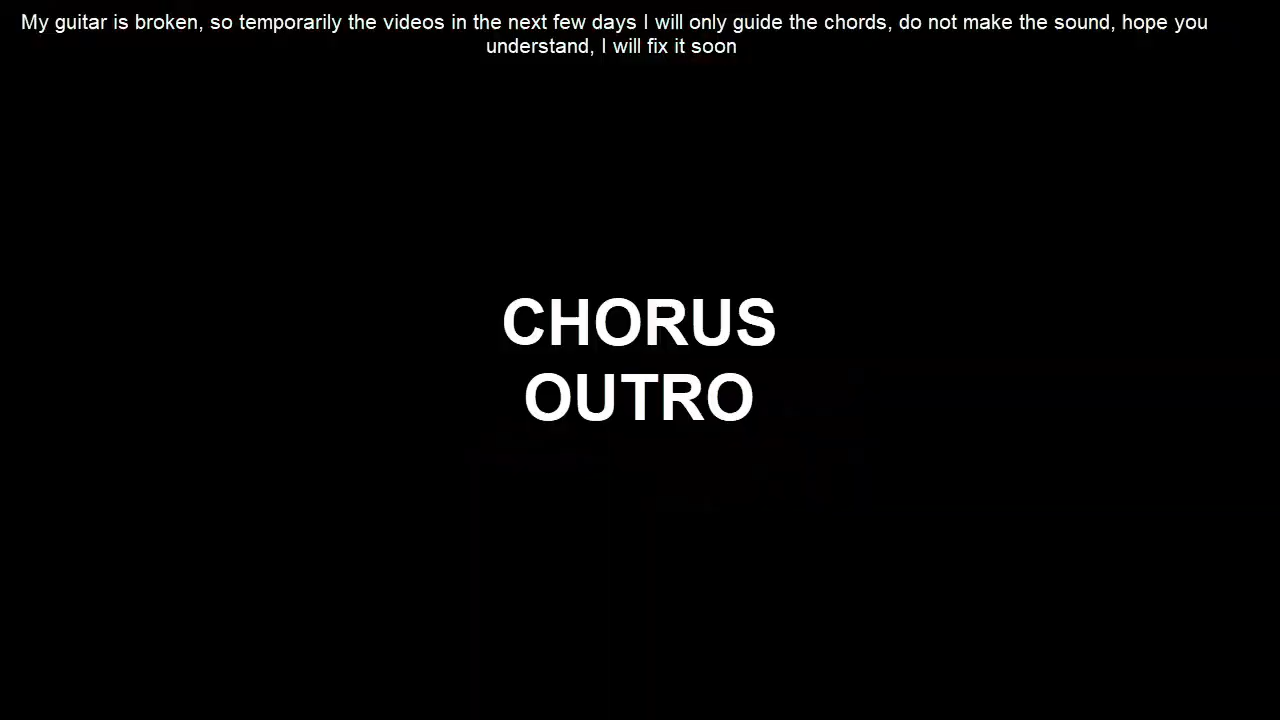 My guitar is broken, so temporarily the videos in the next few days I will only guide the chords, do not make the sound, hope you
understand, I will fix it soon
CHORUS
OUTRO